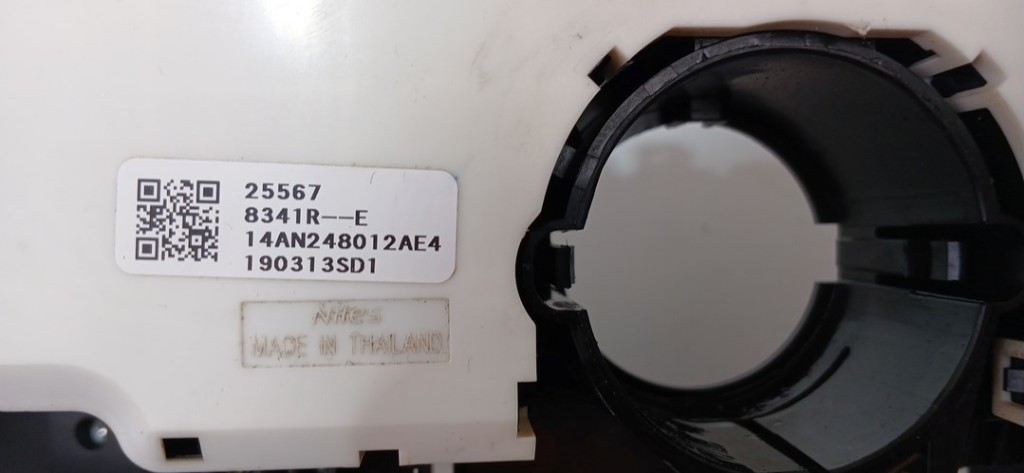 25567
8341R--E
14AN248012AE4
190313SD1
Niles
MADE IN THAILAND